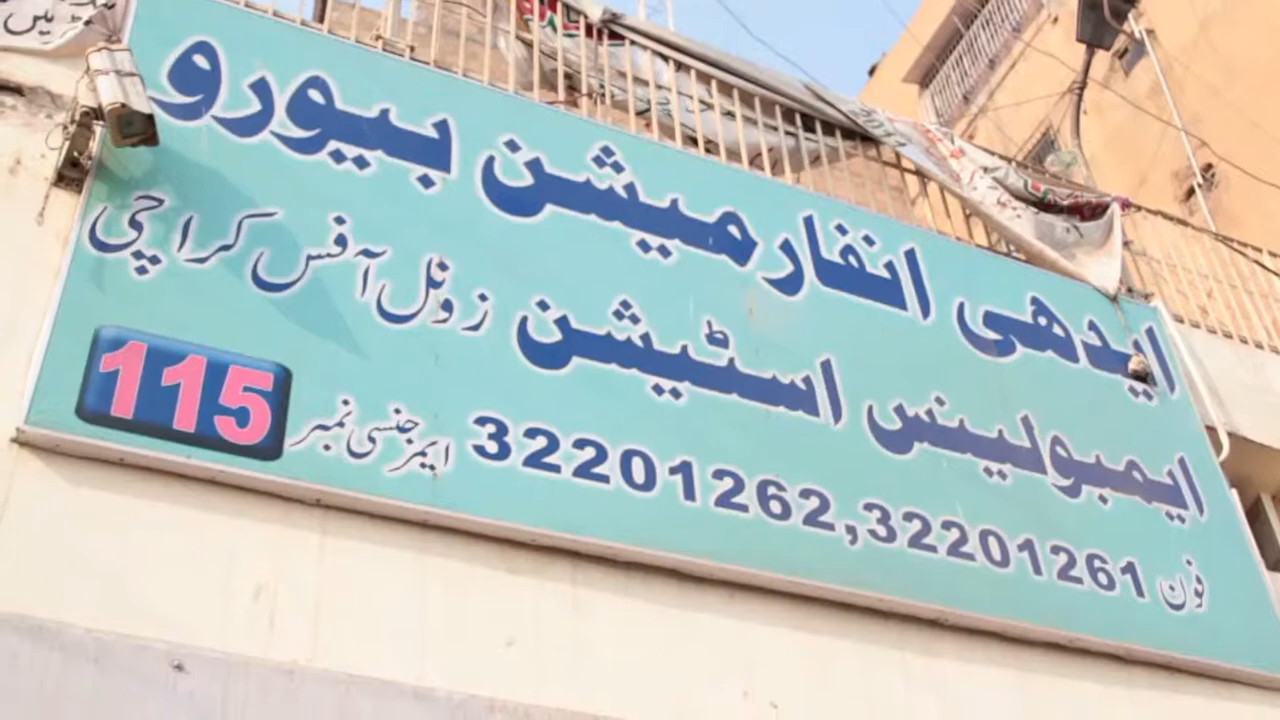 ایدھی انفارمیشن بیورو
ایمبولینس اسٹیشن زونل آفس کراچی
فون 32201261,32201262 ایمرجنسی نمبر 115